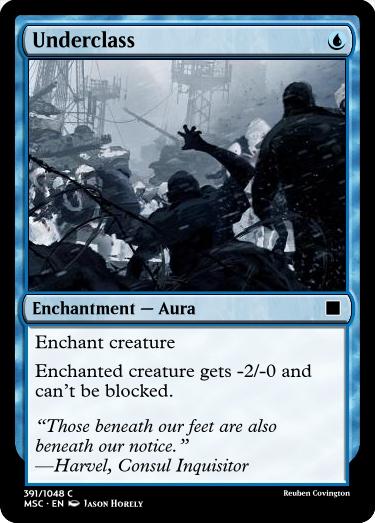 Underclass
Enchantment — Aura
Enchant creature
Enchanted creature gets -2/-0 and
can't be blocked.
"Those beneath our feet are also
beneath our notice."
—Harvel, Consul Inquisitor
391/1048 C
MSC • EN Jason Horely
Reuben Covington